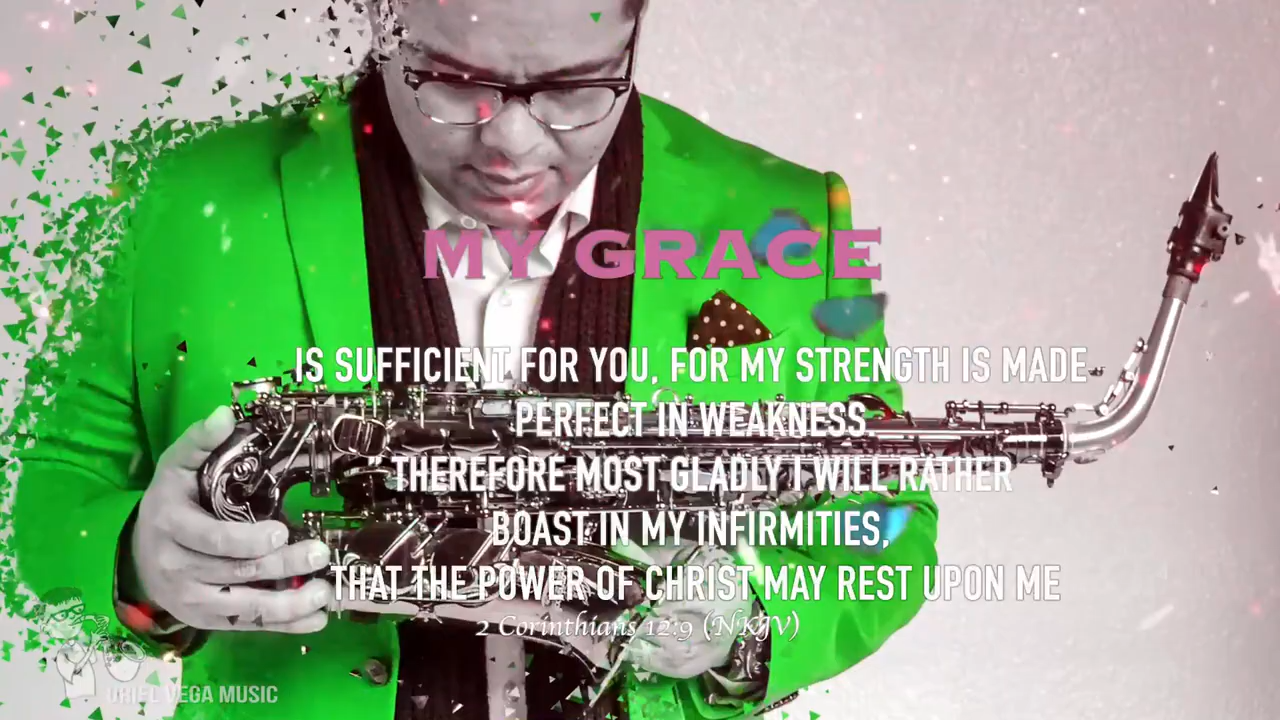 MY GRACE
IS SUFFICIENT FOR YOU, FOR MY STRENGTH IS MADE
PERFECT IN WEAKNESS
" THEREFORE MOST GLADLY I WILL RATHER
BOAST IN MY INFIRMITIES,
THAT THE POWER OF CHRIST MAY REST UPON ME
2 Corinthians 12:9 (NKJV)
URIEL VEGA MUSIC